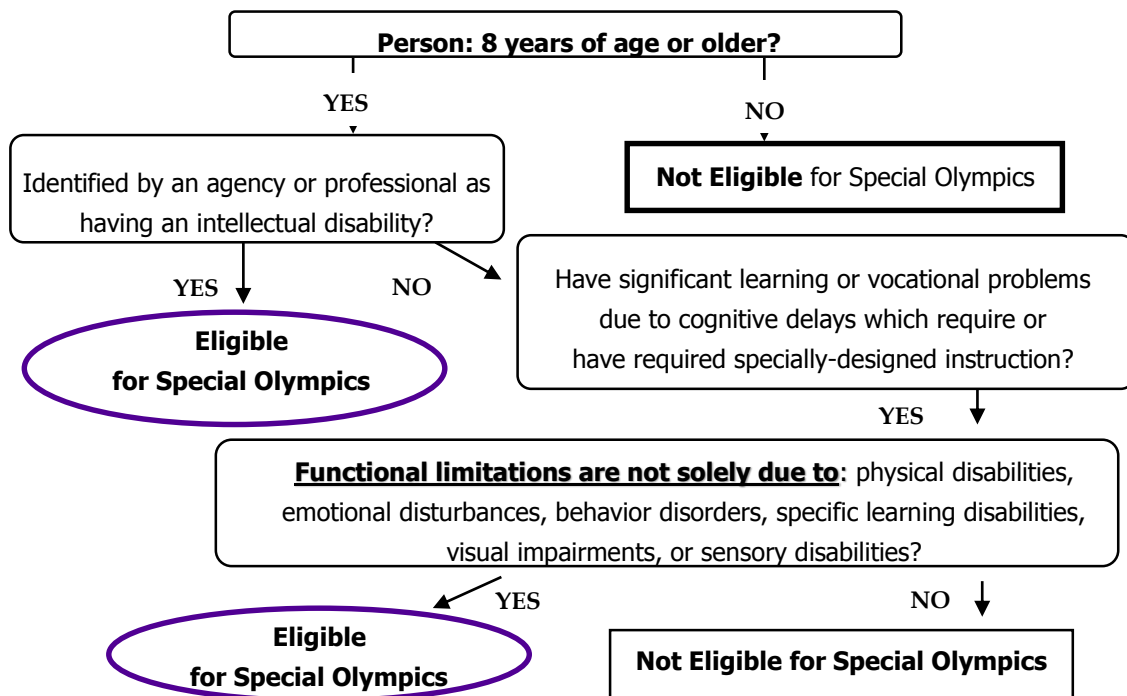 Person: 8 years of age or older?
YES
NO
Identified by an agency or professional as
having an intellectual disability?
Not Eligible for Special Olympics
YES
NO
Have significant learning or vocational problems
due to cognitive delays which require or
have required specially-designed instruction?
Eligible
for Special Olympics
YES
Functional limitations are not solely due to: physical disabilities,
emotional disturbances, behavior disorders, specific learning disabilities,
visual impairments, or sensory disabilities?
YES
NO
Eligible
for Special Olympics
Not Eligible for Special Olympics